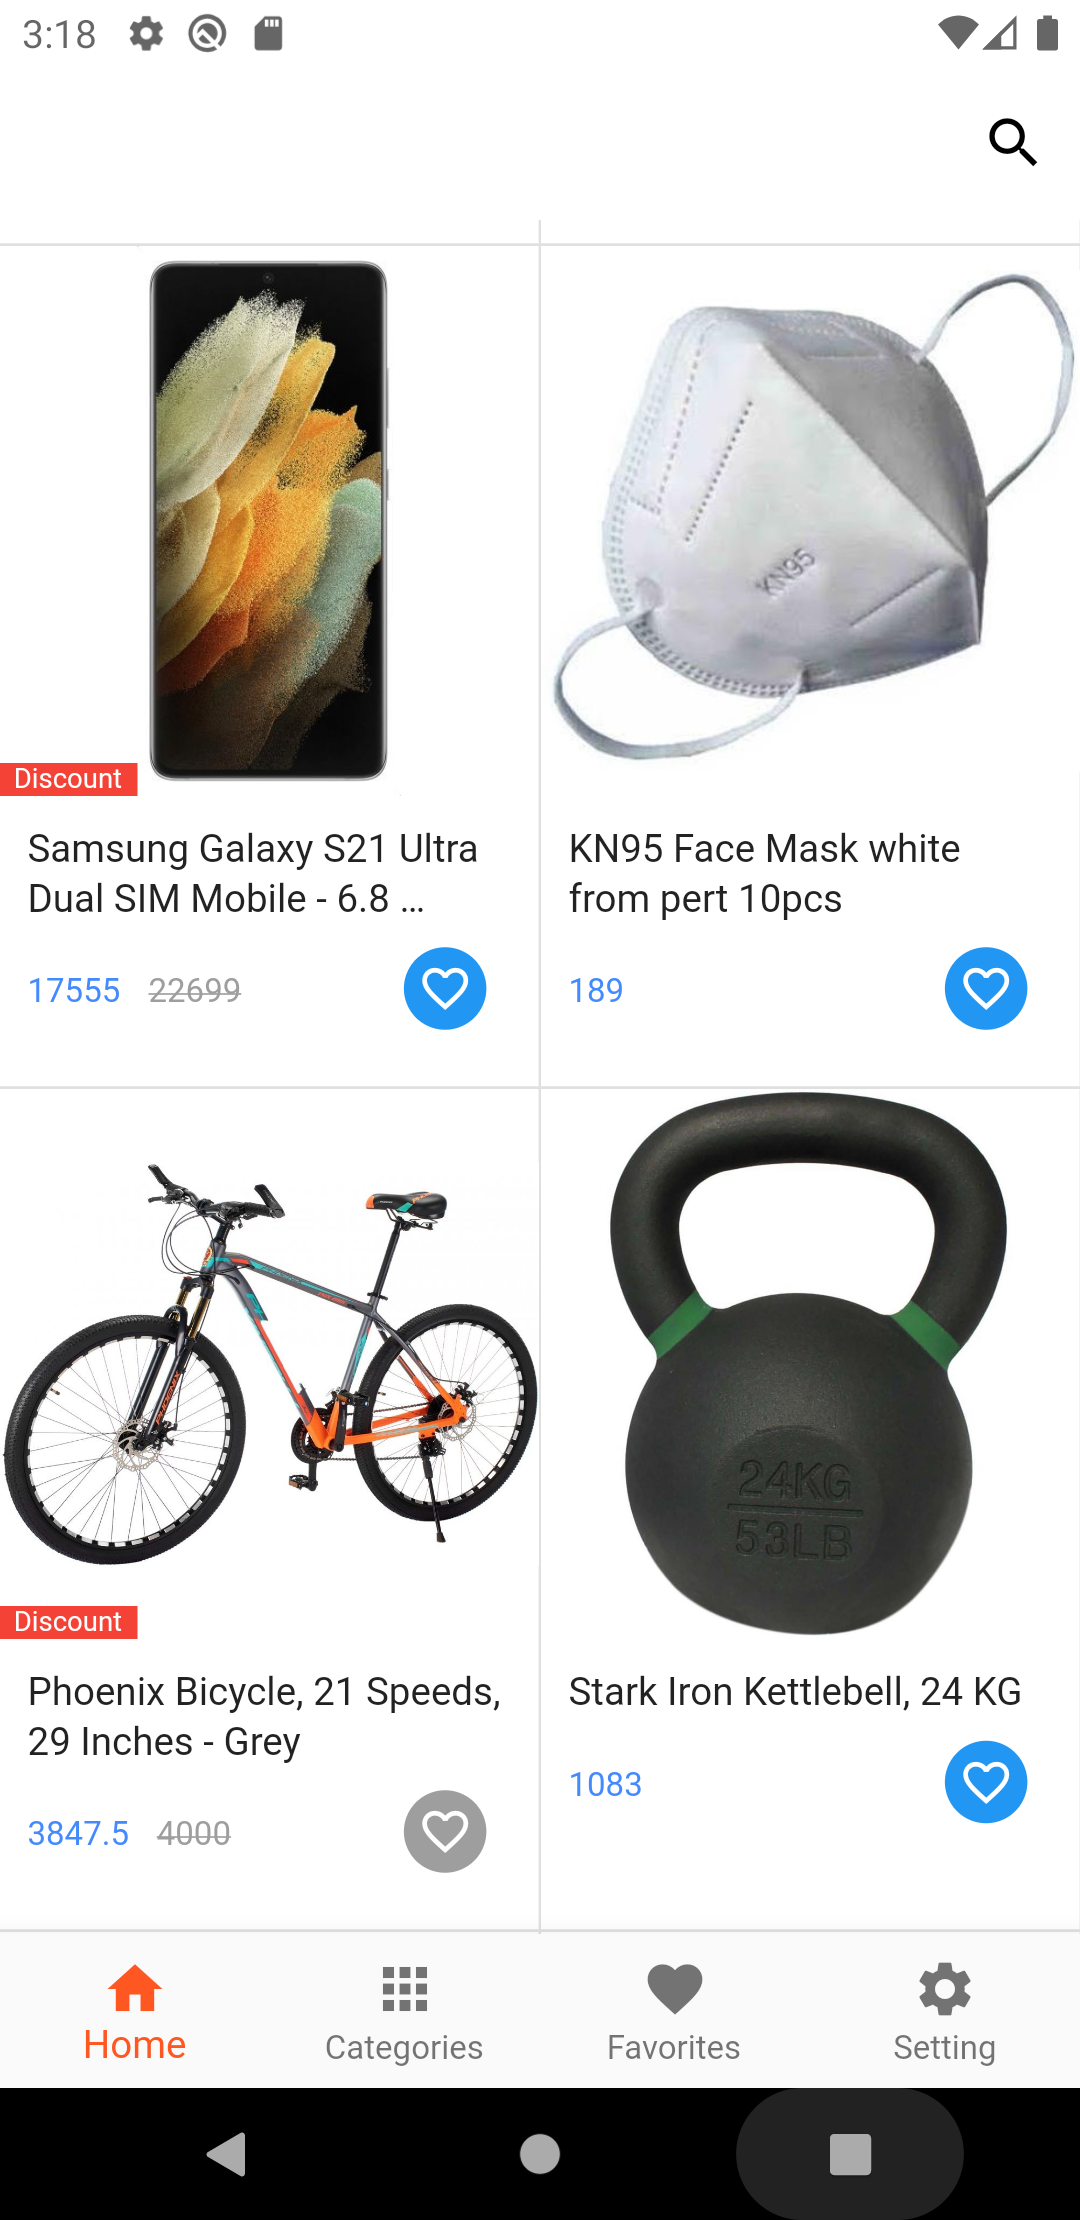 3:18
KN95
Discount
Samsung Galaxy S21 Ultra
Dual SIM Mobile - 6.8 ...
17555 22699
KN95 Face Mask white
from pert 10pcs
189
24KG
53LB
Discount
Phoenix Bicycle, 21 Speeds,
29 Inches - Grey
3847.5 4000
Stark Iron Kettlebell, 24 KG
1083
Home
Categories
Favorites
Setting